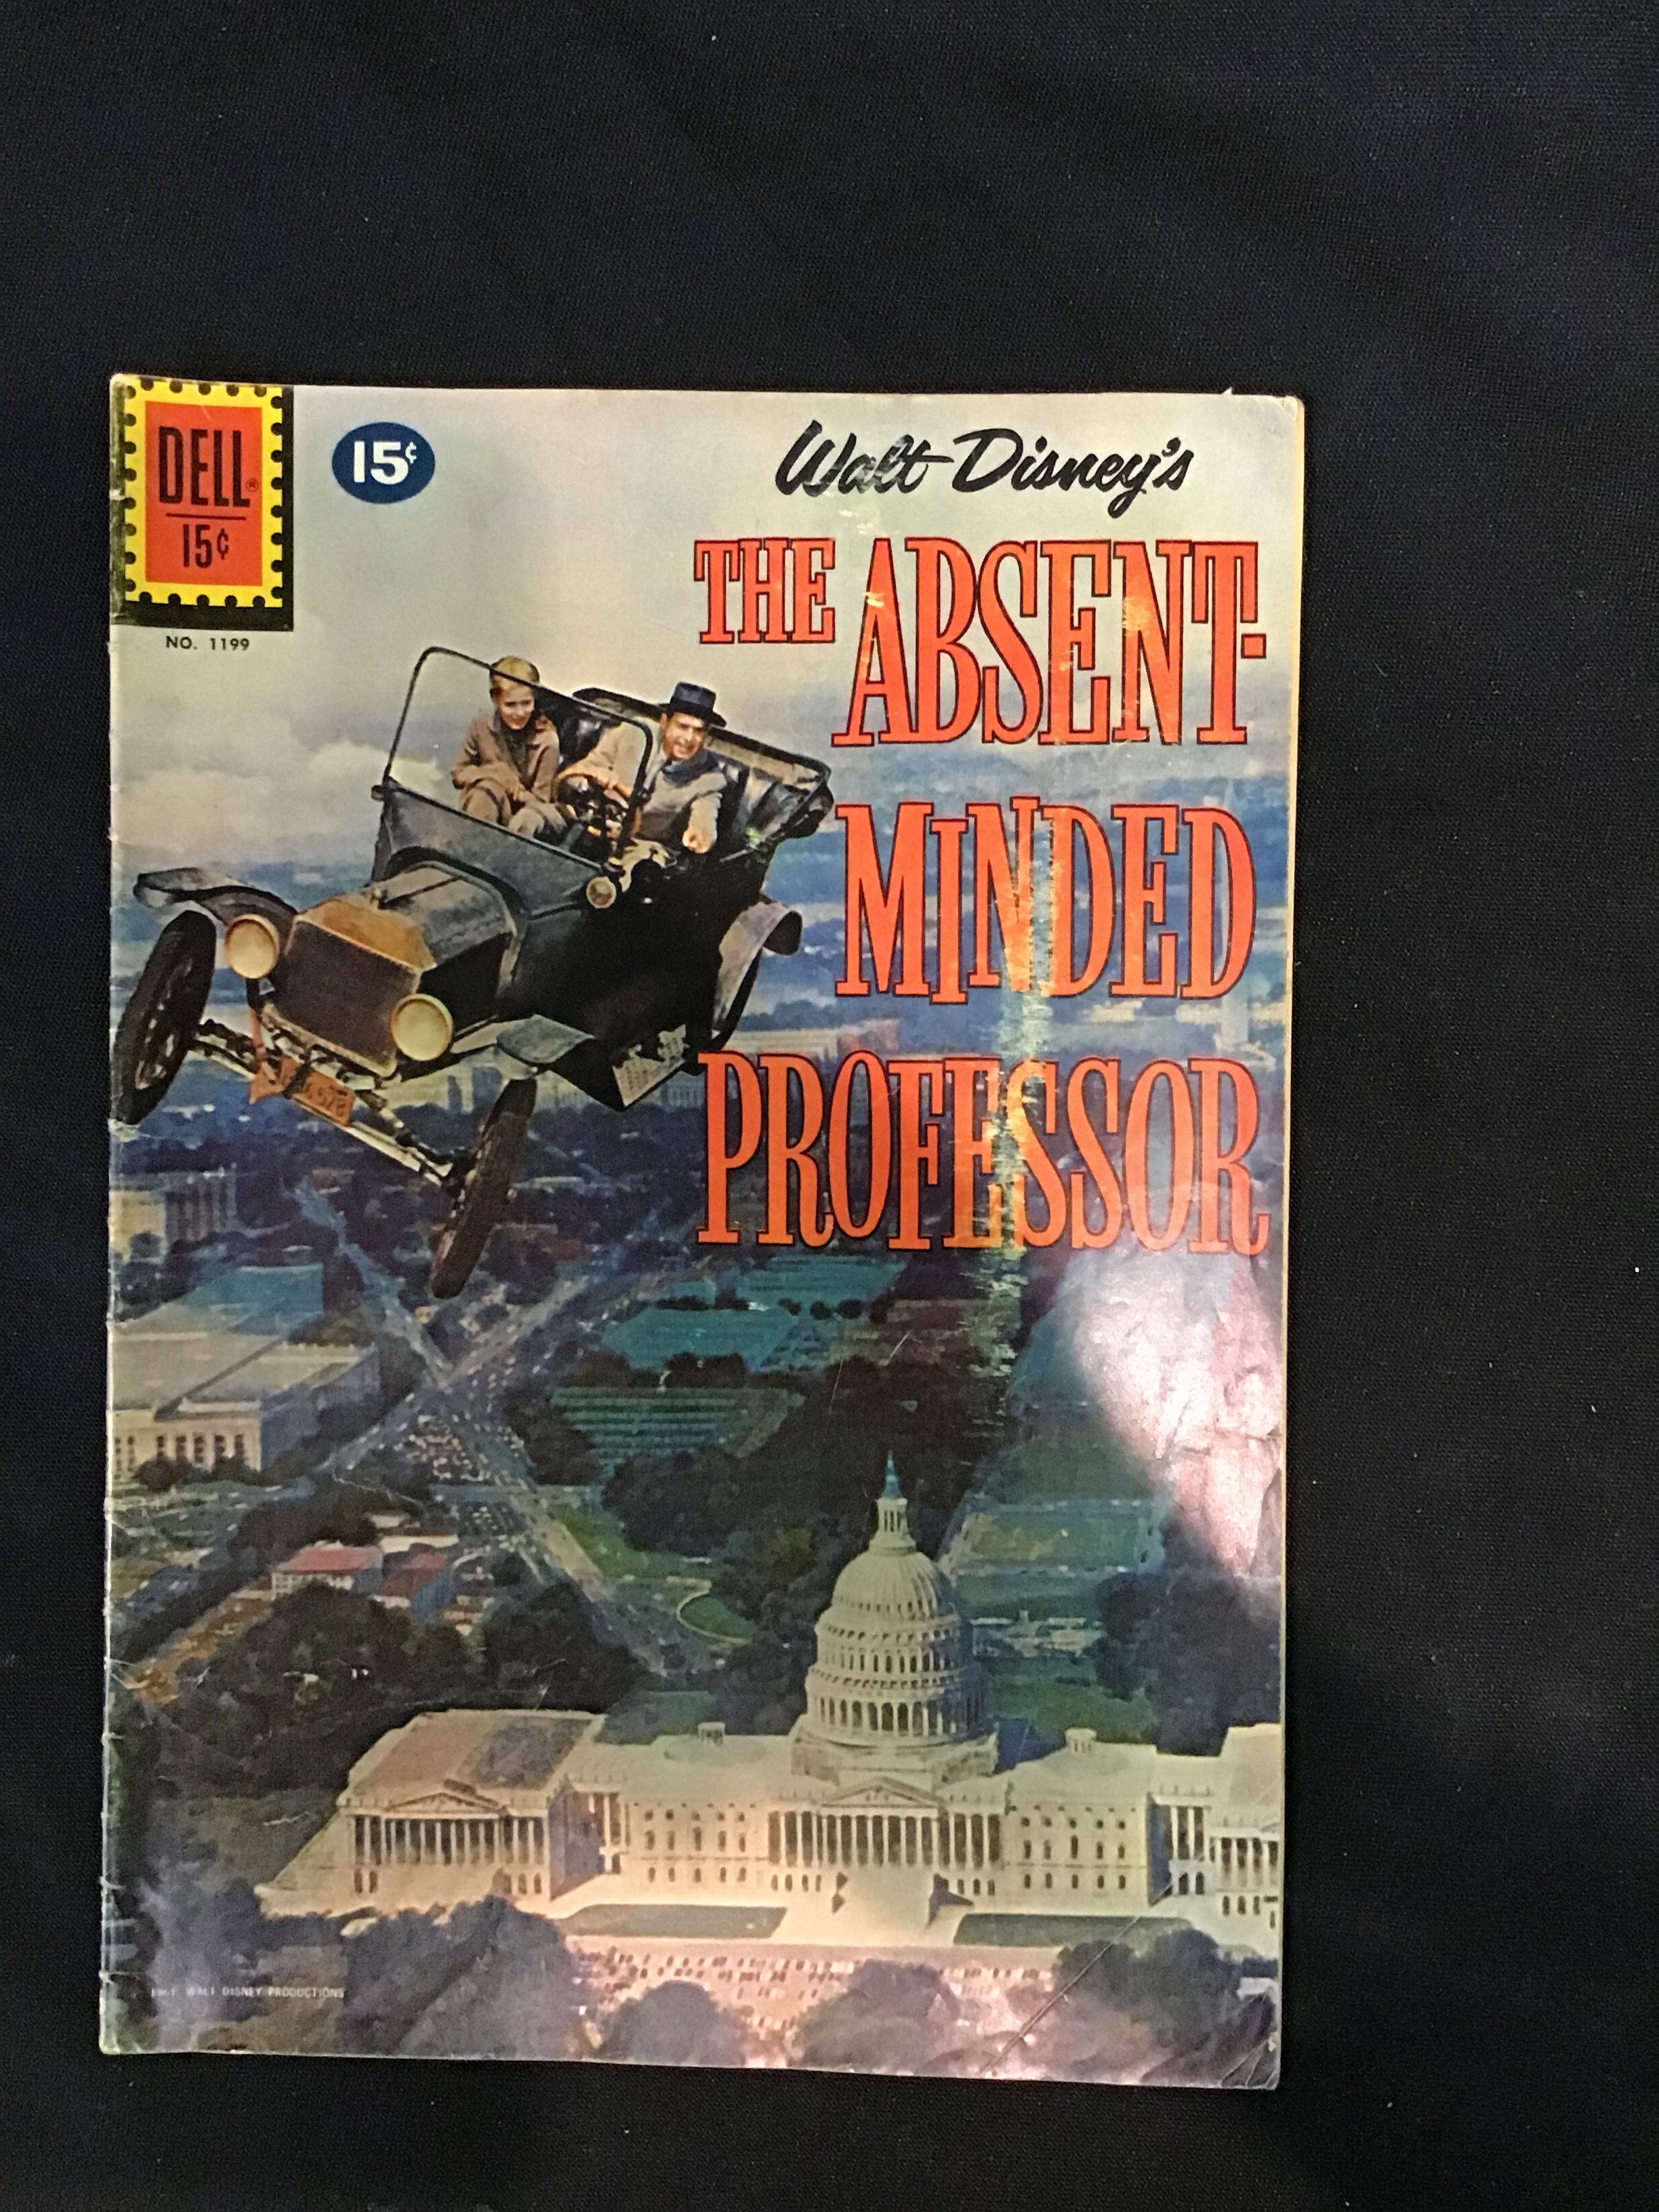 DELL®
15¢
15¢
NO. 1199
Walt Disney's
THE ABSENT-
MINDED
PROFESSOR
WALT DISNEY PRODUCTIONS